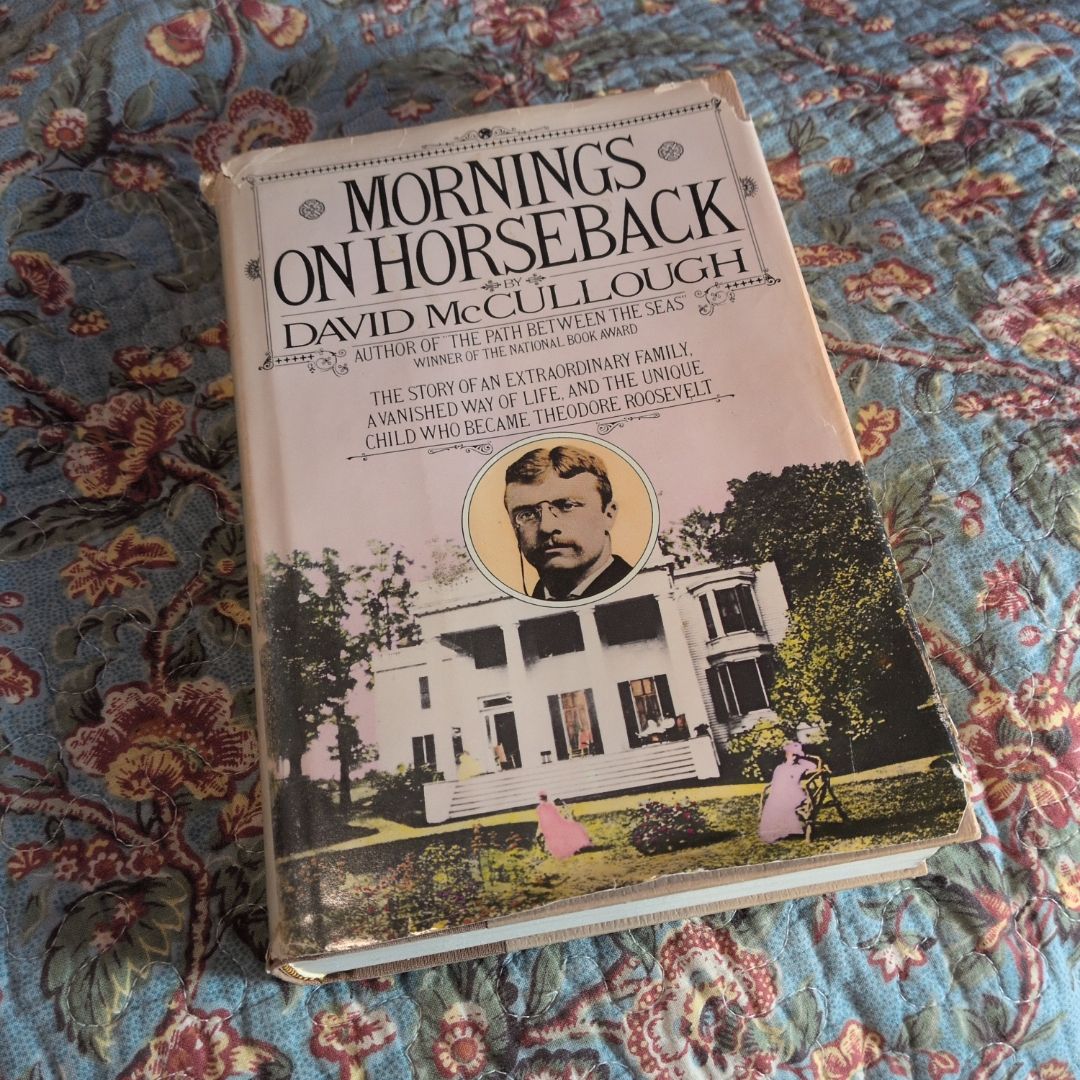 MORNINGS
ON HORSEBACK
BY
DAVID McCULLOUGH
AUTHOR OF "THE PATH BETWEEN THE SEAS"
WINNER OF THE NATIONAL BOOK AWARD
THE STORY OF AN EXTRAORDINARY FAMILY,
A VANISHED WAY OF LIFE, AND THE UNIQUE
CHILD WHO BECAME THEODORE ROOSEVELT